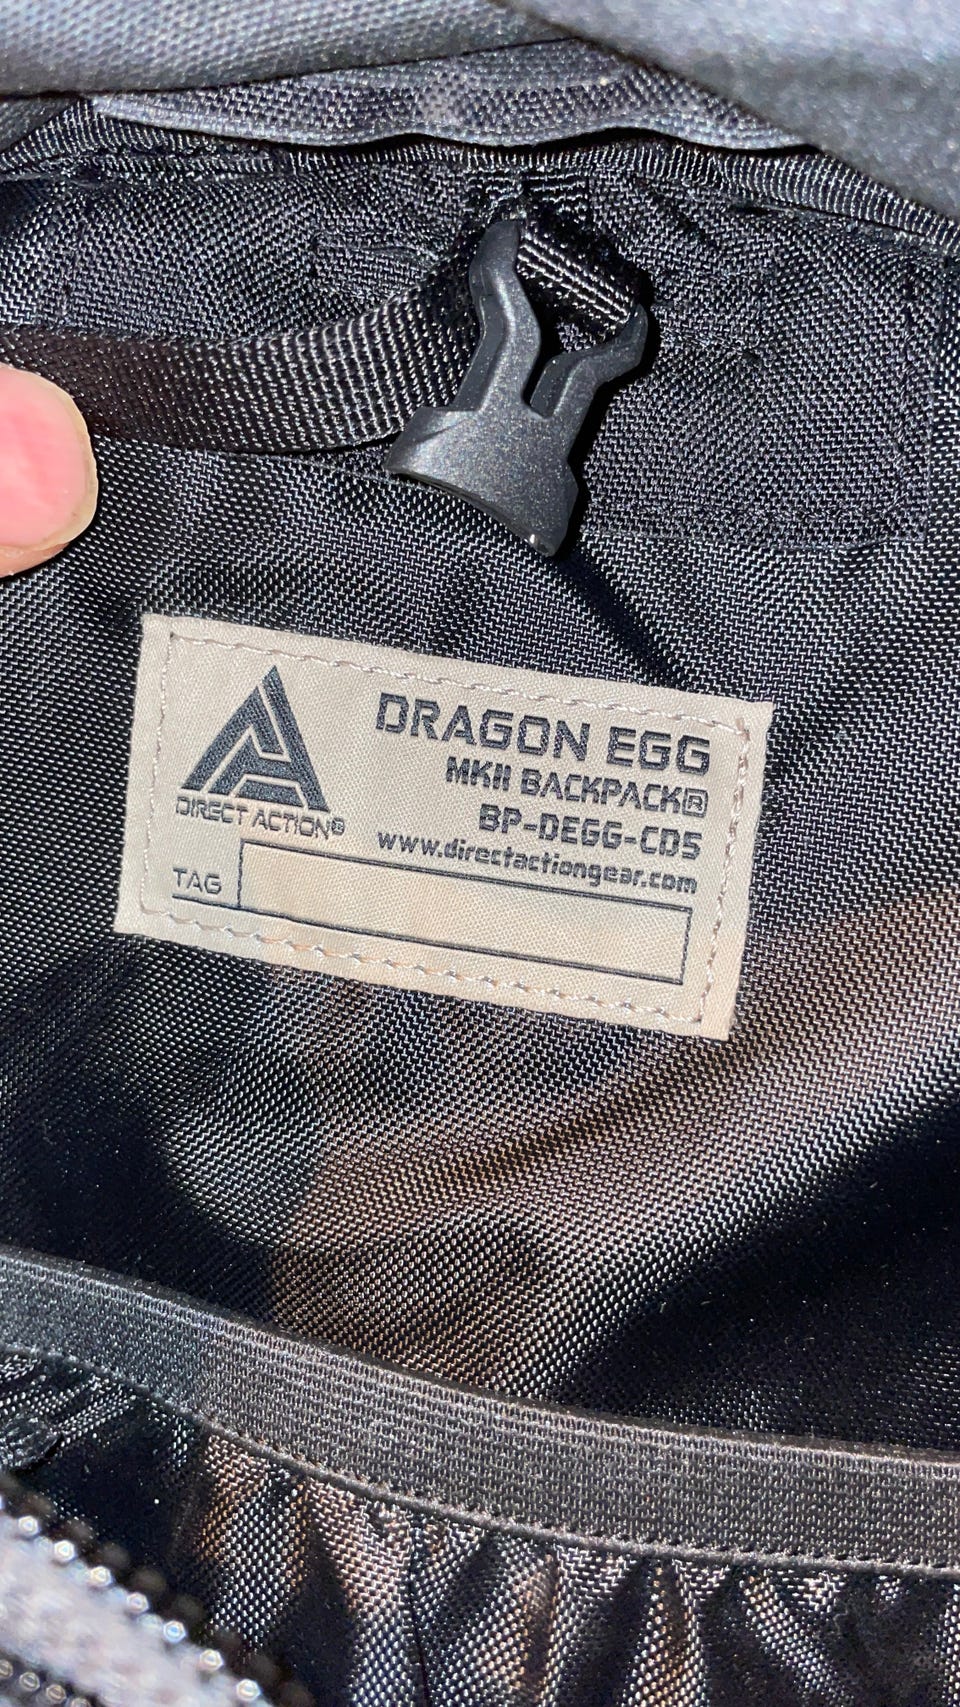 DRAGON EGG
MKII BACKPACK®
BP-DEGG-CD5
www.directactiongear.com
DIRECT ACTION®
TAG